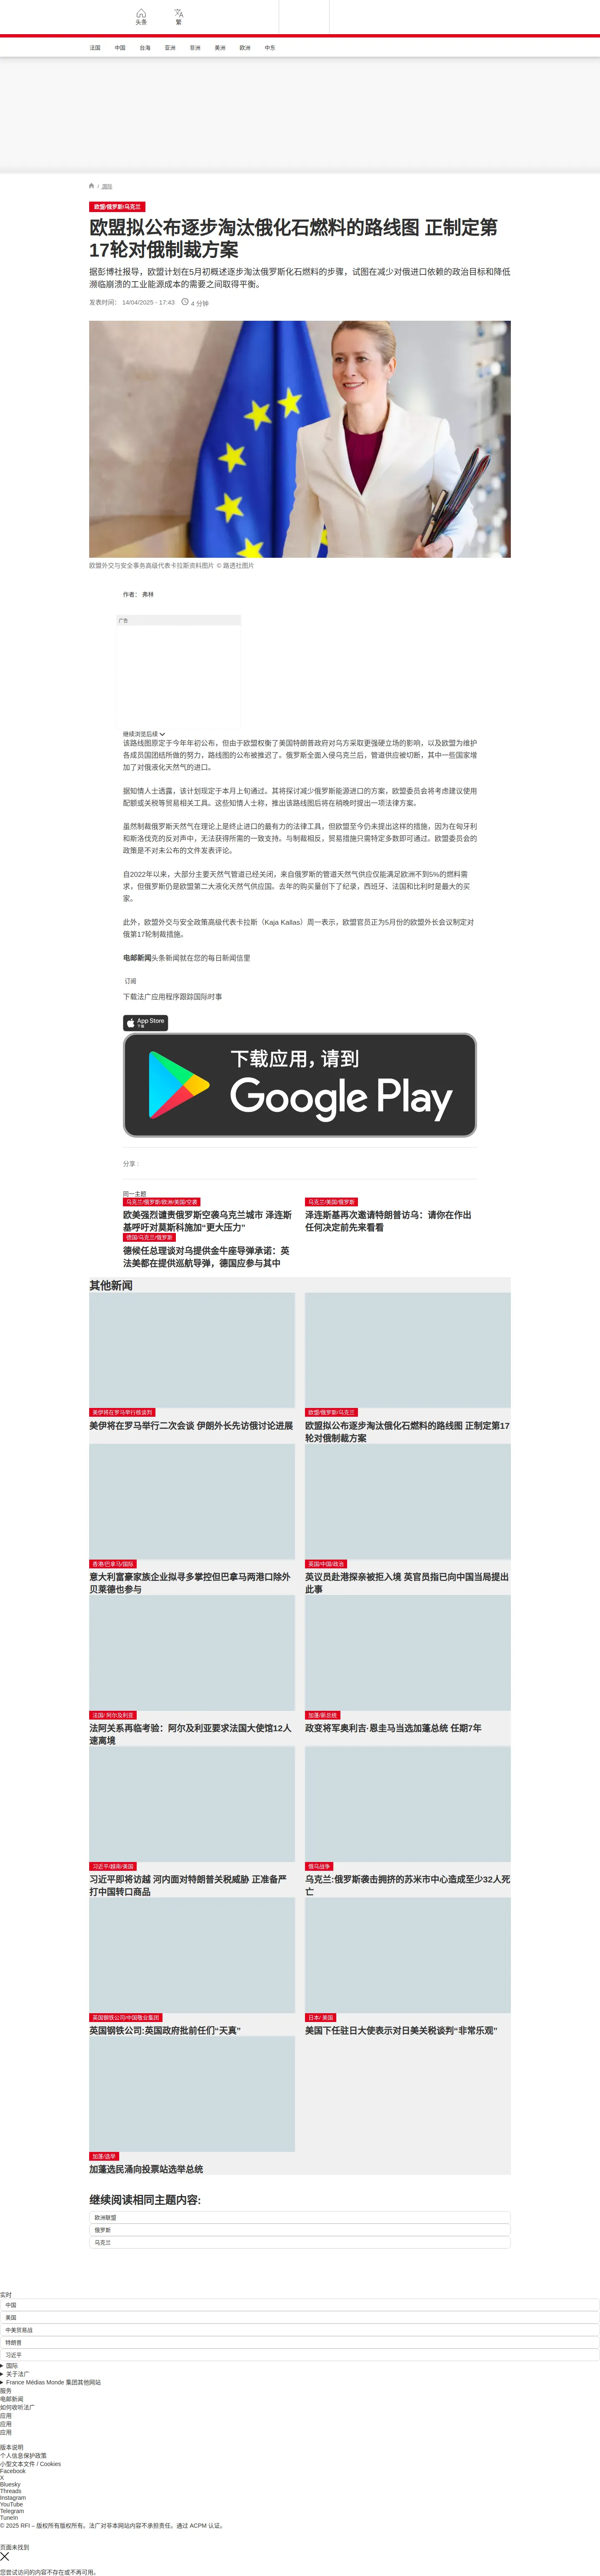 头条
繁
法国 中国 台海 亚洲 非洲 美洲 欧洲 中东
/ 国际
欧盟/俄罗斯/乌克兰
欧盟拟公布逐步淘汰俄化石燃料的路线图 正制定第
17轮对俄制裁方案
据彭博社报导，欧盟计划在5月初概述逐步淘汰俄罗斯化石燃料的步骤，试图在减少对俄进口依赖的政治目标和降低
濒临崩溃的工业能源成本的需要之间取得平衡。
发表时间： 14/04/2025 - 17:43 4 分钟
欧盟外交与安全事务高级代表卡拉斯资料图片 © 路透社图片
作者： 弗林
广告
继续浏览后续
该路线图原定于今年年初公布，但由于欧盟权衡了美国特朗普政府对乌方采取更强硬立场的影响，以及欧盟为维护
各成员国团结所做的努力，路线图的公布被推迟了。俄罗斯全面入侵乌克兰后，管道供应被切断，其中一些国家增
加了对俄液化天然气的进口。
据知情人士透露，该计划现定于本月上旬通过。其将探讨减少俄罗斯能源进口的方案，欧盟委员会将考虑建议使用
配额或关税等贸易相关工具。这些知情人士称，推出该路线图后将在稍晚时提出一项法律方案。
虽然制裁俄罗斯天然气在理论上是终止进口的最有力的法律工具，但欧盟至今仍未提出这样的措施，因为在匈牙利
和斯洛伐克的反对声中，无法获得所需的一致支持。与制裁相反，贸易措施只需特定多数即可通过。欧盟委员会的
政策是不对未公布的文件发表评论。
自2022年以来，大部分主要天然气管道已经关闭，来自俄罗斯的管道天然气供应仅能满足欧洲不到5%的燃料需
求，但俄罗斯仍是欧盟第二大液化天然气供应国。去年的购买量创下了纪录，西班牙、法国和比利时是最大的买
家。
此外，欧盟外交与安全政策高级代表卡拉斯（Kaja Kallas）周一表示，欧盟官员正为5月份的欧盟外长会议制定对
俄第17轮制裁措施。
电邮新闻头条新闻就在您的每日新闻信里
订阅
下载法广应用程序跟踪国际时事
App Store
下载
下载应用，请到
Google Play
分享 :
同一主题
乌克兰/俄罗斯/欧洲/美国/空袭
欧美强烈谴责俄罗斯空袭乌克兰城市 泽连斯
基呼吁对莫斯科施加“更大压力”
乌克兰/美国/俄罗斯
泽连斯基再次邀请特朗普访乌：请你在作出
任何决定前先来看看
德国/乌克兰/俄罗斯
德候任总理谈对乌提供金牛座导弹承诺：英
法美都在提供巡航导弹，德国应参与其中
其他新闻
美伊将在罗马举行核谈判
美伊将在罗马举行二次会谈 伊朗外长先访俄讨论进展
欧盟/俄罗斯/乌克兰
欧盟拟公布逐步淘汰俄化石燃料的路线图 正制定第17
轮对俄制裁方案
香港/巴拿马/国际
意大利富豪家族企业拟寻多掌控但巴拿马两港口除外
贝莱德也参与
英国/中国/政治
英议员赴港探亲被拒入境 英官员指已向中国当局提出
此事
法国/ 阿尔及利亚
法阿关系再临考验：阿尔及利亚要求法国大使馆12人
速离境
加蓬/新总统
政变将军奥利吉·恩圭马当选加蓬总统 任期7年
习近平/越南/美国
习近平即将访越 河内面对特朗普关税威胁 正准备严
打中国转口商品
俄乌战争
乌克兰:俄罗斯袭击拥挤的苏米市中心造成至少32人死
亡
英国钢铁公司/中国敬业集团
英国钢铁公司:英国政府批前任们“天真”
日本/ 美国
美国下任驻日大使表示对日美关税谈判“非常乐观”
加蓬/选举
加蓬选民涌向投票站选举总统
继续阅读相同主题内容:
欧洲联盟
俄罗斯
乌克兰
实时
中国
美国
中美贸易战
特朗普
习近平
国际
关于法广
France Médias Monde 集团其他网站
服务
电邮新闻
如何收听法广
应用
应用
应用
版本说明
个人信息保护政策
小型文本文件 / Cookies
Facebook
X
Bluesky
Threads
Instagram
YouTube
Telegram
TuneIn
© 2025 RFI – 版权所有版权所有。法广对非本网站内容不承担责任。通过 ACPM 认证。
页面未找到
您尝试访问的内容不存在或不再可用。